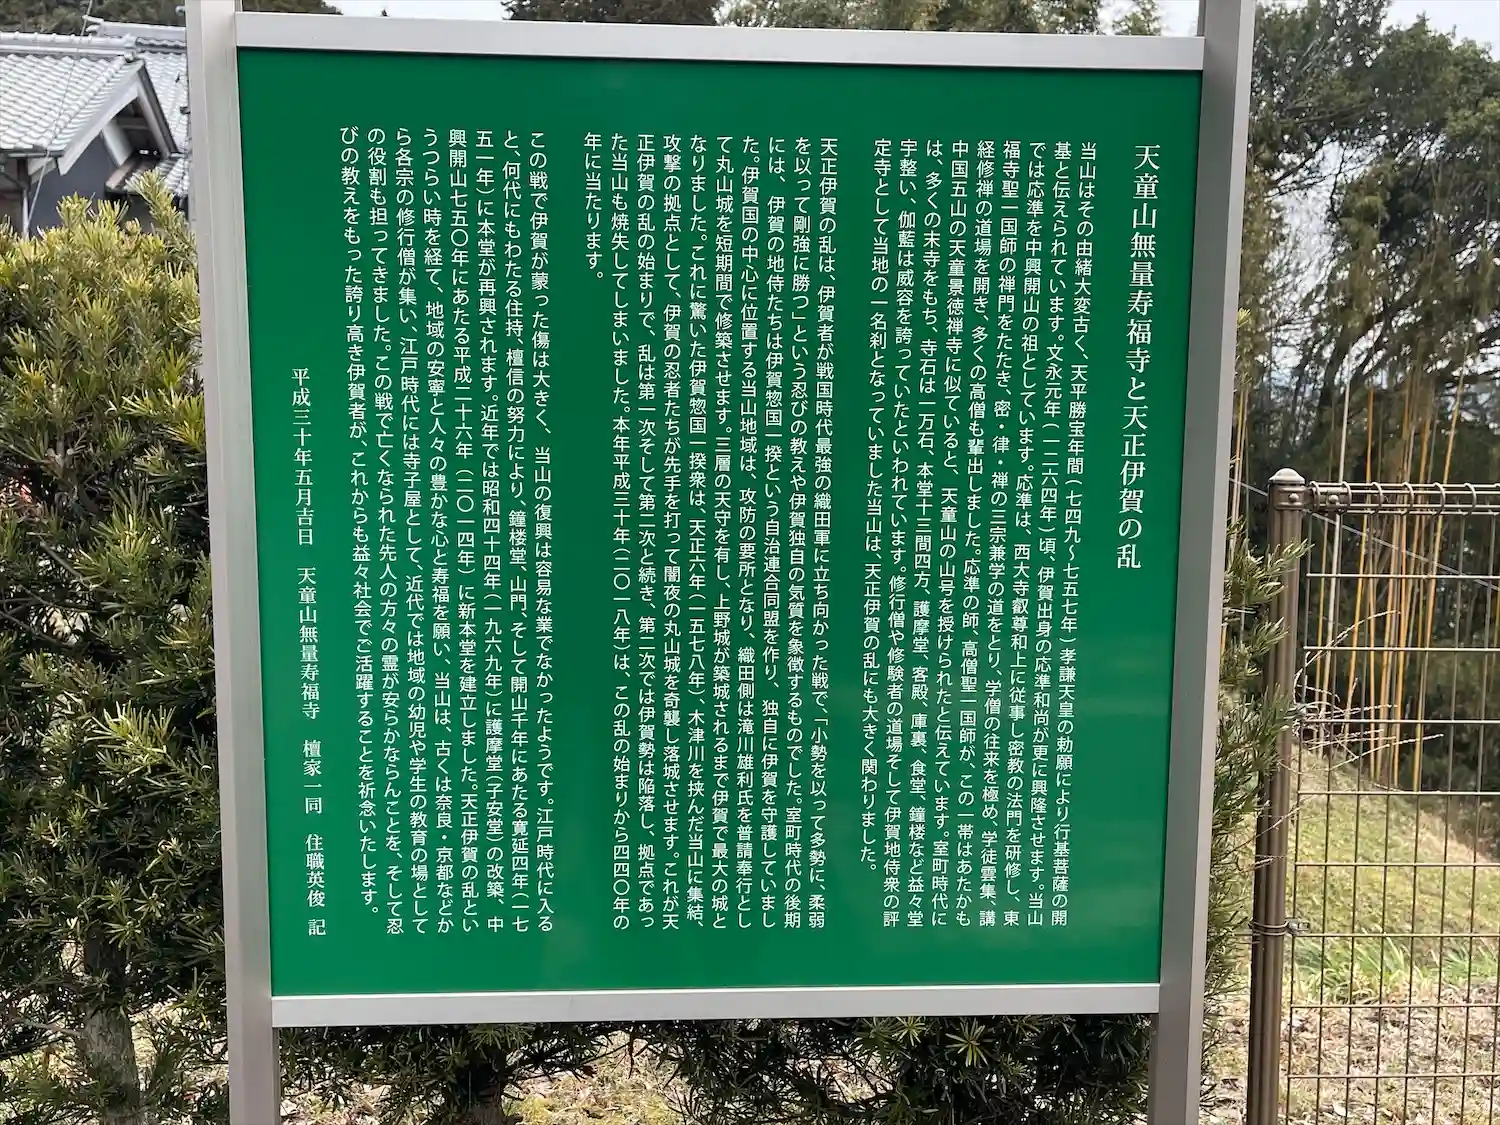 天童山無量寿福寺と天正伊賀の乱
当山はその由緒大変古く、天平勝宝年間(七四九〜七五七年)孝謙天皇の勅願により行基菩薩の開
基と伝えられています。文永元年(一二六四年)頃、伊賀出身の応準和尚が更に興隆させます。当山
では応準を中興開山の祖としています。応準は、西大寺叡尊和上に従事し密教の法門を研修し、東
福寺聖一国師の禅門をたたき、密・律・禅の三宗兼学の道をとり、学僧の往来を極め、学徒雲集、講
経修禅の道場を開き、多くの高僧も輩出しました。応準の師、高僧聖一国師が、この一帯はあたかも
中国五山の天童景徳禅寺に似ていると、天童山の山号を授けられたと伝えています。室町時代に
は、多くの末寺をもち、寺石は一万石、本堂十三間四方、護摩堂、客殿、庫裏、食堂、鐘楼など益々堂
宇整い、伽藍は威容を誇っていたといわれています。修行僧や修験者の道場そして伊賀地侍衆の評
定寺として当地の一名刹となっていました当山は、天正伊賀の乱にも大きく関わりました。
天正伊賀の乱は、伊賀者が戦国時代最強の織田軍に立ち向かった戦で、「小勢を以って多勢に、柔弱
を以って剛強に勝つ」という忍びの教えや伊賀独自の気質を象徴するものでした。室町時代の後期
には、伊賀の地侍たちは伊賀惣国一揆という自治連合同盟を作り、独自に伊賀を守護していまし
た。伊賀国の中心に位置する当山地域は、攻防の要所となり、織田側は滝川雄利氏を普請奉行とし
て丸山城を短期間で修築させます。三層の天守を有し、上野城が築城されるまで伊賀で最大の城と
なりました。これに驚いた伊賀惣国一揆衆は、天正六年(一五七八年)、木津川を挟んだ当山に集結、
攻撃の拠点として、伊賀の忍者たちが先手を打って闇夜の丸山城を奇襲し落城させます。これが天
正伊賀の乱の始まりで、乱は第一次そして第二次と続き、第二次では伊賀勢は陥落し、拠点であっ
た当山も焼失してしまいました。本年平成三十年(二〇一八年)は、この乱の始まりから四四〇年の
年に当たります。
この戦で伊賀が蒙った傷は大きく、当山の復興は容易な業でなかったようです。江戸時代に入る
と、何代にもわたる住持、檀信の努力により、鐘楼堂、山門、そして開山千年にあたる寛延四年(一七
五一年)に本堂が再興されます。近年では昭和四十四年(一九六九年)に護摩堂(子安堂)の改築、中
興開山七五〇年にあたる平成二十六年(二〇一四年)に新本堂を建立しました。天正伊賀の乱とい
うつらい時を経て、地域の安寧と人々の豊かな心と寿福を願い、当山は、古くは奈良・京都などか
ら各宗の修行僧が集い、江戸時代には寺子屋として、近代では地域の幼児や学生の教育の場として
の役割も担ってきました。この戦で亡くなられた先人の方々の霊が安らかならんことを、そして忍
びの教えをもった誇り高き伊賀者が、これからも益々社会でご活躍することを祈念いたします。
平成三十年五月吉日 天童山無量寿福寺 檀家一同 住職英俊 記